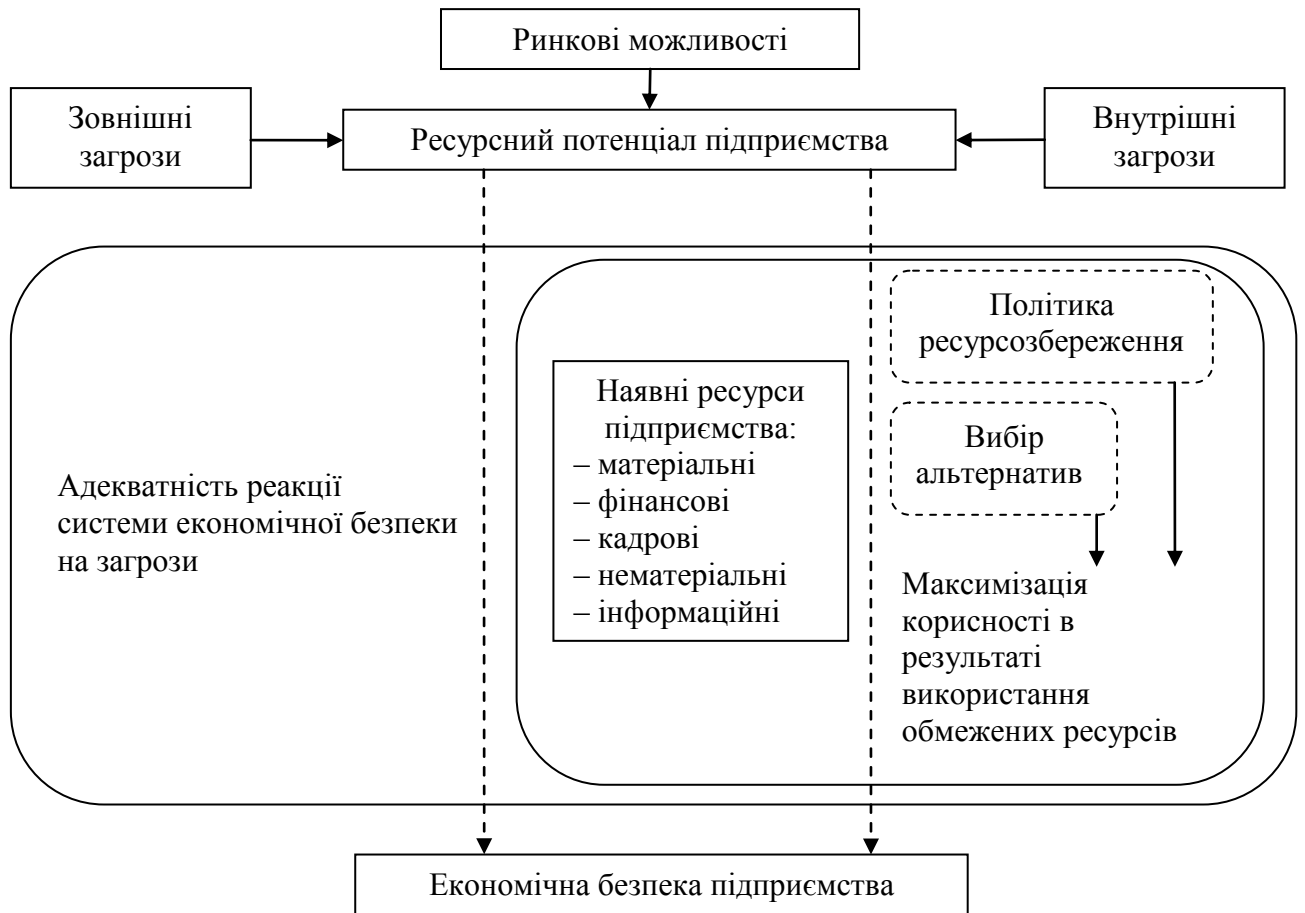 Ринкові можливості
Зовнішні
загрози
Ресурсний потенціал підприємства
Внутрішні
загрози
Адекватність реакції
системи економічної безпеки
на загрози
Наявні ресурси
підприємства:
– матеріальні
– фінансові
– кадрові
– нематеріальні
– інформаційні
Політика
ресурсозбереження
Вибір
альтернатив
Максимізація
корисності в
результаті
використання
обмежених ресурсів
Економічна безпека підприємства